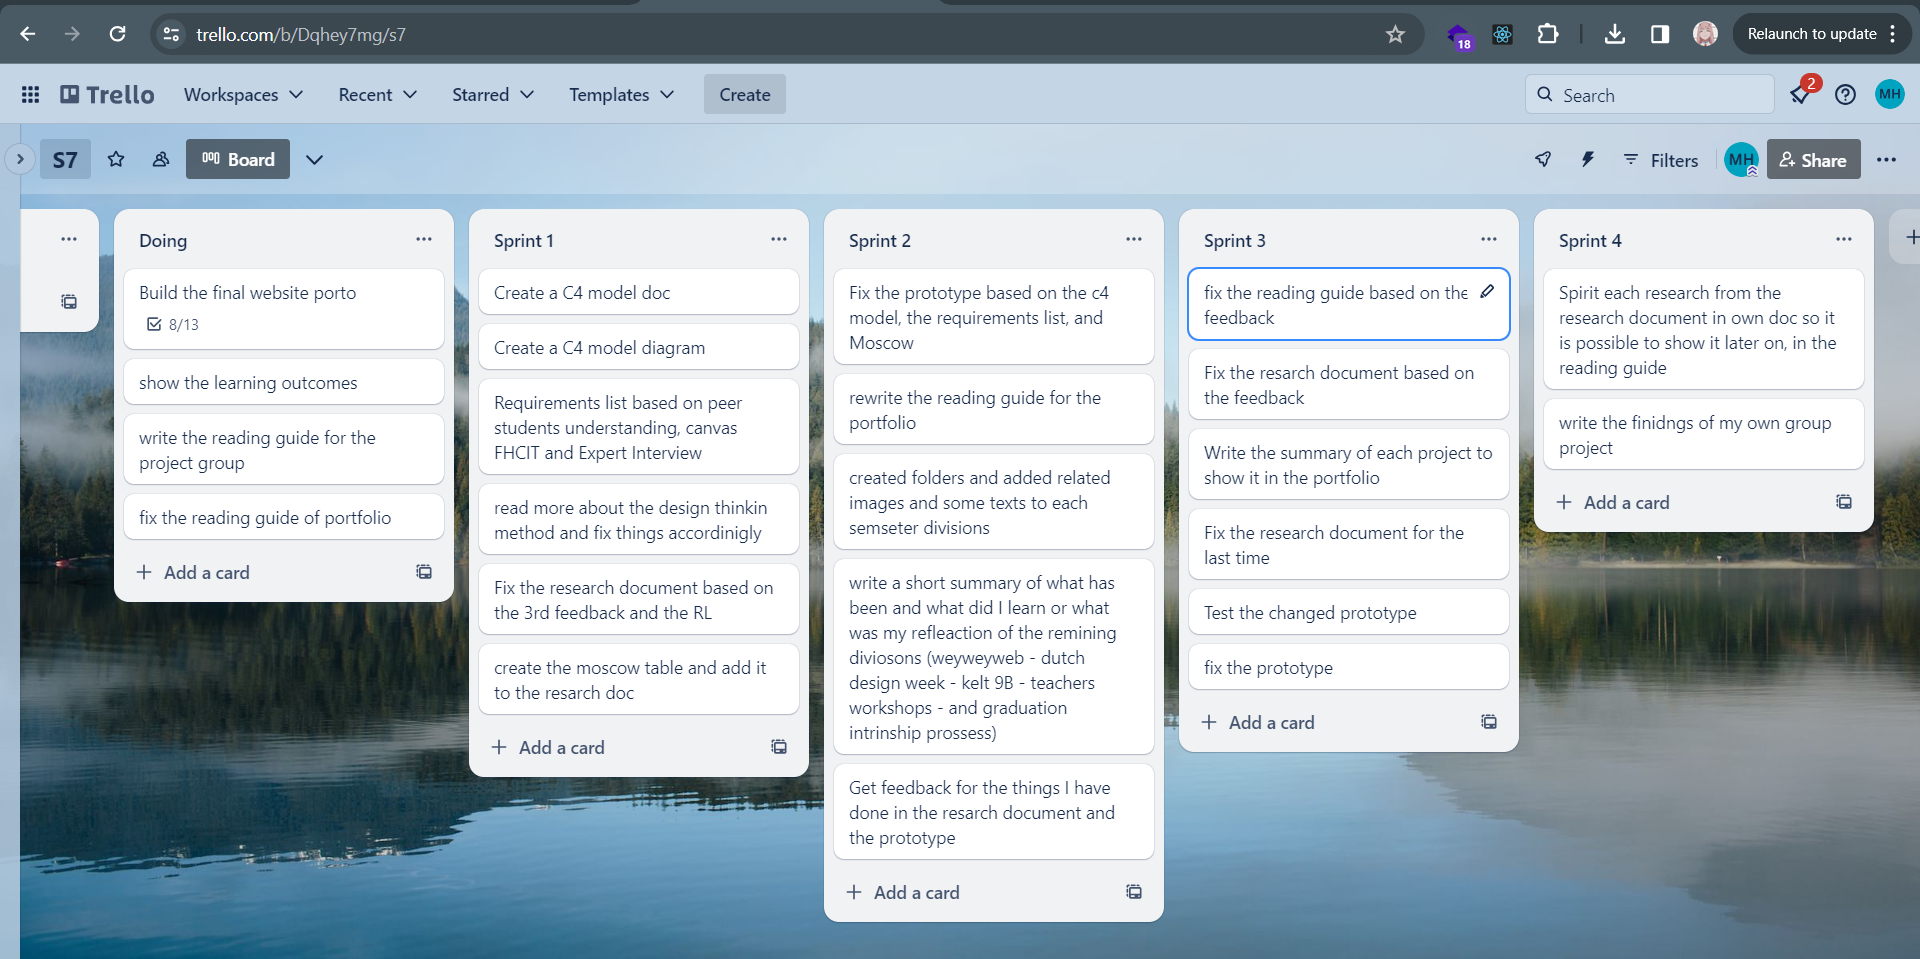 trello.com/b/Dqhey7mg/s7
18
Relaunch to update
Trello
Workspaces
Recent
Starred
Templates
Create
Search
2
MH
S7
Board
Filters
MH
Share
Doing
Build the final website porto
8/13
show the learning outcomes
write the reading guide for the
project group
fix the reading guide of portfolio
Add a card
Sprint 1
Create a C4 model doc
Create a C4 model diagram
Requirements list based on peer
students understanding, canvas
FHCIT and Expert Interview
read more about the design thinkin
method and fix things accordinigly
Fix the research document based on
the 3rd feedback and the RL
create the moscow table and add it
to the resarch doc
Add a card
Sprint 2
Fix the prototype based on the c4
model, the requirements list, and
Moscow
rewrite the reading guide for the
portfolio
created folders and added related
images and some texts to each
semseter divisions
write a short summary of what has
been and what did I learn or what
was my refleaction of the remining
diviosons (weyweyweb - dutch
design week - kelt 9B - teachers
workshops - and graduation
intrinship prossess)
Get feedback for the things I have
done in the resarch document and
the prototype
Add a card
Sprint 3
fix the reading guide based on the
feedback
Fix the resarch document based on
the feedback
Write the summary of each project to
show it in the portfolio
Fix the research document for the
last time
Test the changed prototype
fix the prototype
Add a card
Sprint 4
Spirit each research from the
research document in own doc so it
is possible to show it later on, in the
reading guide
write the finidngs of my own group
project
Add a card